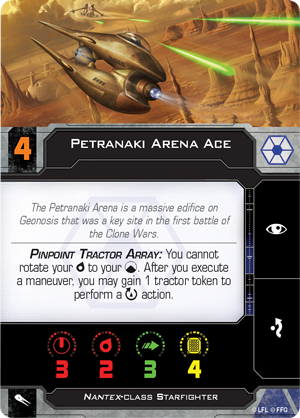 4 Petranaki Arena Ace
The Petranaki Arena is a massive edifice on
Geonosis that was a key site in the first battle of
the Clone Wars.
Pinpoint Tractor Array: You cannot
rotate your to your . After you execute
a maneuver, you may gain 1 tractor token to
perform a action.
3 2 3 4
Nantex-class Starfighter
©LFL ©FFG